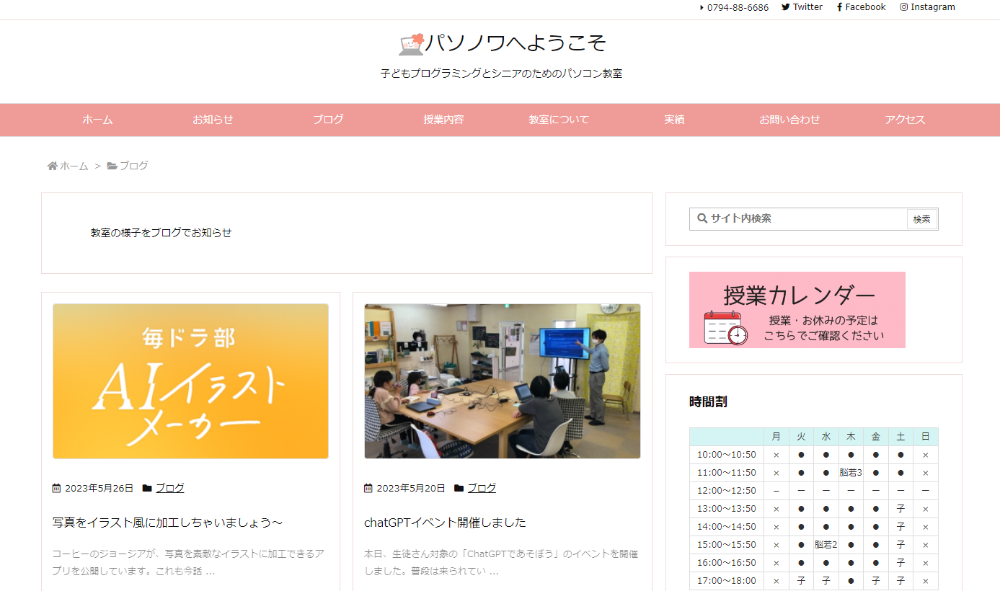 0794-88-6686 Twitter Facebook Instagram
パソノワへようこそ
子どもプログラミングとシニアのためのパソコン教室
ホーム お知らせ ブログ 授業内容 教室について 実績 お問い合わせ アクセス
ホーム > ブログ
教室の様子をブログでお知らせ
毎ドラ部
AIイラスト
メーカー
2023年5月26日 ブログ
写真をイラスト風に加工しちゃいましょう～
コーヒーのジョージアが、写真を素敵なイラストに加工できるア
プリを公開しています。これも今話 …
2023年5月20日 ブログ
chatGPTイベント開催しました
本日、生徒さん対象の「ChatGPTであそぼう」のイベントを開催
しました。普段は来られてい …
サイト内検索 検索
授業カレンダー
授業・お休みの予定は
こちらでご確認ください
時間割
月 火 水 木 金 土 日
10:00～10:50 × ● ● ● ● ● ×
11:00～11:50 × ● ● 脳若3 ● ● ×
12:00～12:50 – ー ー ー ー ー ー
13:00～13:50 × ● ● ● ● 子 ×
14:00～14:50 × ● ● ● ● 子 ×
15:00～15:50 × ● 脳若2 ● ● 子 ×
16:00～16:50 × ● ● ● ● 子 ×
17:00～18:00 × 子 子 ● 子 子 ×